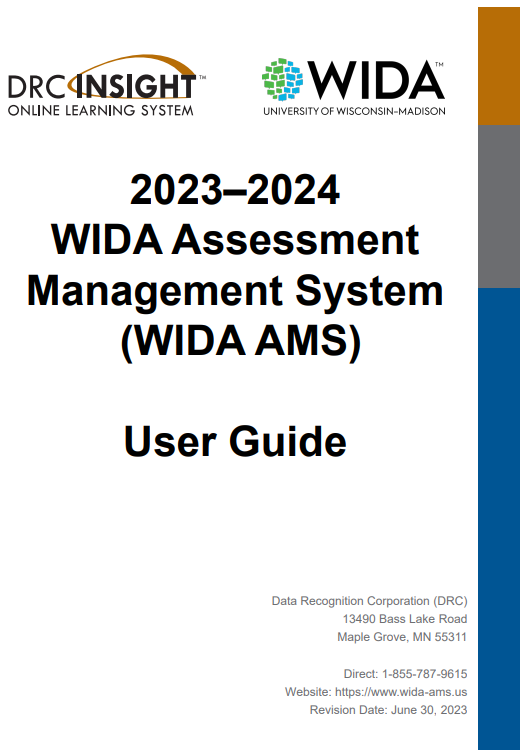 DRC INSIGHT™
ONLINE LEARNING SYSTEM
WIDA™
UNIVERSITY OF WISCONSIN–MADISON
2023–2024
WIDA Assessment
Management System
(WIDA AMS)
User Guide
Data Recognition Corporation (DRC)
13490 Bass Lake Road
Maple Grove, MN 55311
Direct: 1-855-787-9615
Website: https://www.wida-ams.us
Revision Date: June 30, 2023